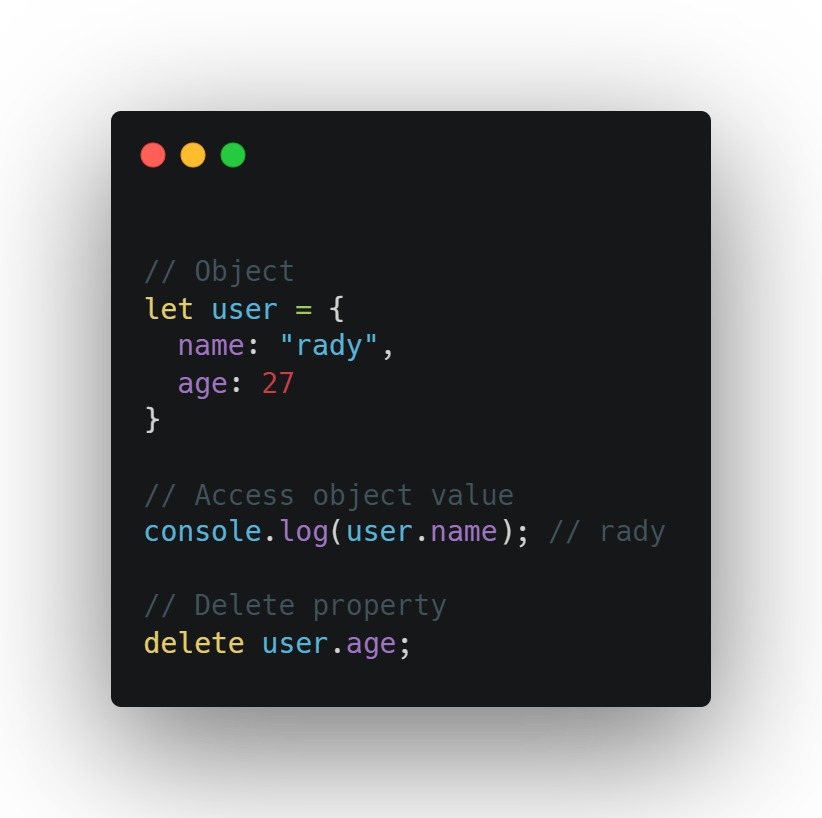 // Object
let user = {
  name: "rady",
  age: 27
}
// Access object value
console.log(user.name); // rady
// Delete property
delete user.age;